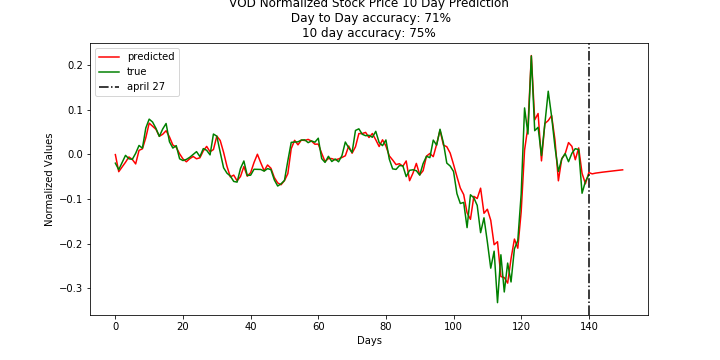 VOD Normalized Stock Price 10 Day Prediction
Day to Day accuracy: 71%
10 day accuracy: 75%
predicted
true
april 27
Normalized Values
0.2
0.1
0.0
−0.1
−0.2
−0.3
0 20 40 60 80 100 120 140
Days